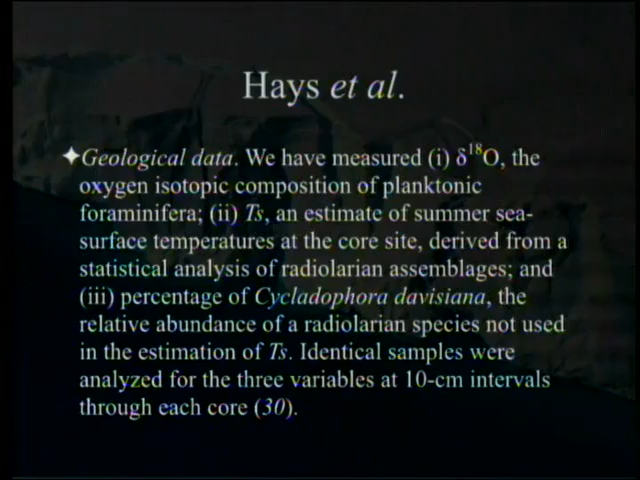 Hays et al.
✦Geological data. We have measured (i) δ¹⁸O, the
oxygen isotopic composition of planktonic
foraminifera; (ii) Ts, an estimate of summer sea-
surface temperatures at the core site, derived from a
statistical analysis of radiolarian assemblages; and
(iii) percentage of Cycladophora davisiana, the
relative abundance of a radiolarian species not used
in the estimation of Ts. Identical samples were
analyzed for the three variables at 10-cm intervals
through each core (30).